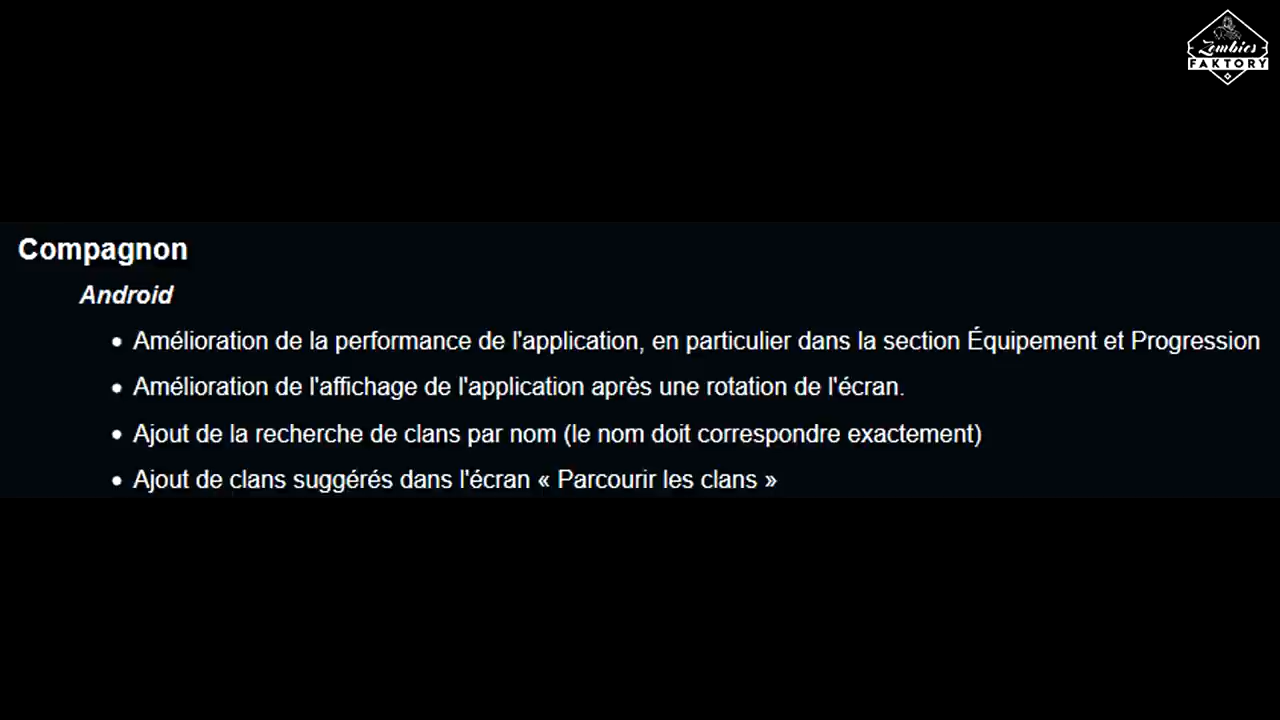 Zombies
FAKTORY
Compagnon
Android
• Amélioration de la performance de l'application, en particulier dans la section Équipement et Progression
• Amélioration de l'affichage de l'application après une rotation de l'écran.
• Ajout de la recherche de clans par nom (le nom doit correspondre exactement)
• Ajout de clans suggérés dans l'écran « Parcourir les clans »